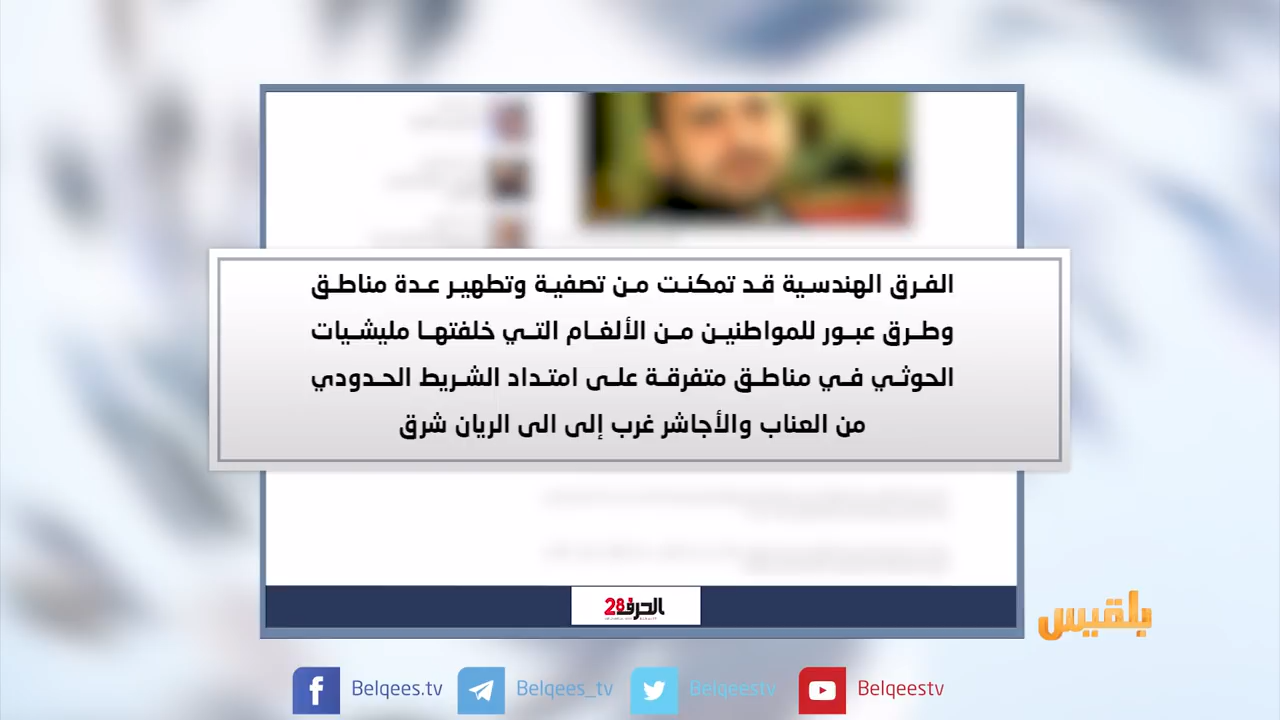 الفرق الهندسية قد تمكنت من تصفية وتطهير عدة مناطق
وطرق عبور للمواطنين من الألغام التي خلفتها مليشيات
الحوثي في مناطق متفرقة على امتداد الشريط الحدودي
من العناب والأجاشر غرب إلى الى الريان شرق
الحرف28
بلقيس
Belqees.tv
Belqees_tv
Belqeestv
Belqeestv